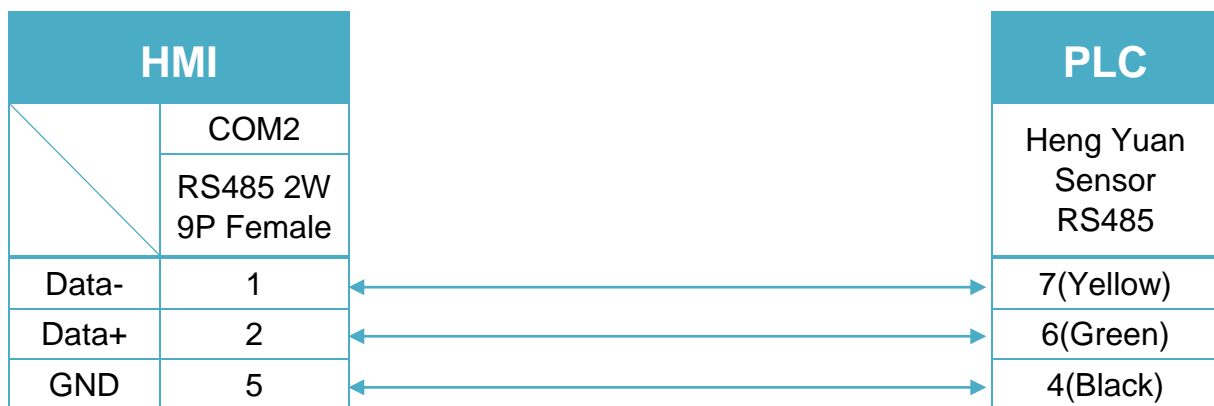 HMI
PLC
COM2
RS485 2W
9P Female
Heng Yuan
Sensor
RS485
Data- 1 7(Yellow)
Data+ 2 6(Green)
GND 5 4(Black)